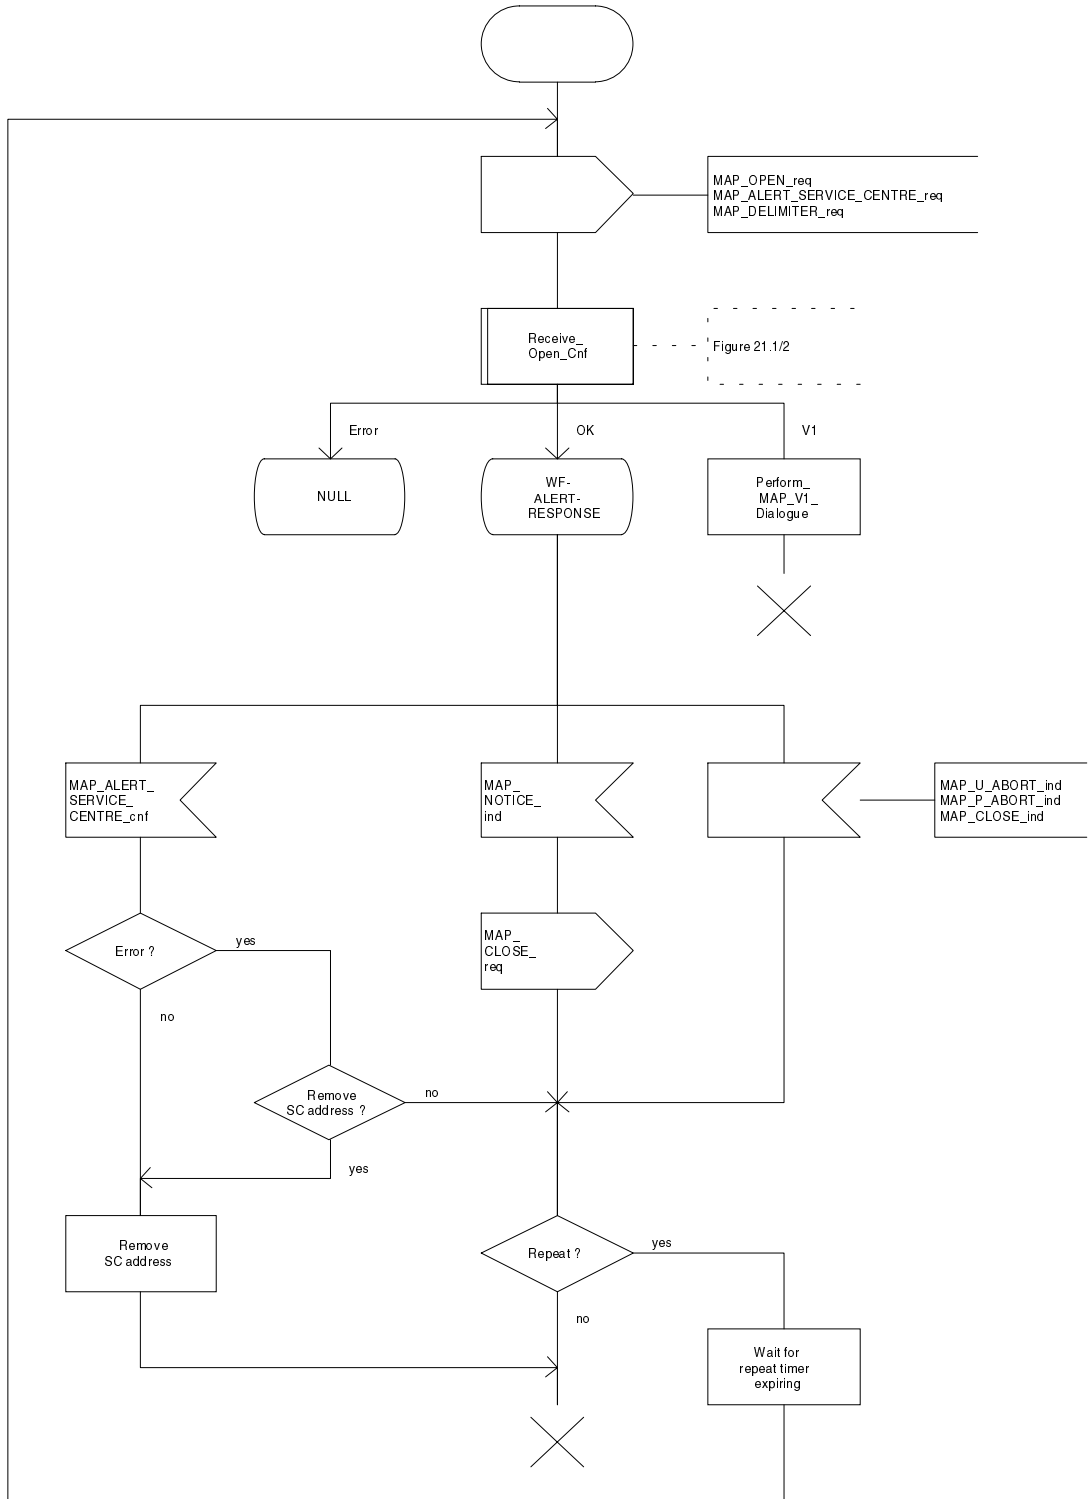 MAP_OPEN_req
MAP_ALERT_SERVICE_CENTRE_req
MAP_DELIMITER_req
Receive_
Open_Cnf
Figure 21.1/2
Error
OK
V1
NULL
WF-
ALERT-
RESPONSE
Perform_
MAP_V1_
Dialogue
MAP_ALERT_
SERVICE_
CENTRE_cnf
MAP_
NOTICE_
ind
MAP_U_ABORT_ind
MAP_P_ABORT_ind
MAP_CLOSE_ind
Error ?
yes
no
MAP_
CLOSE_
req
Remove
SC address ?
no
yes
Remove
SC address
Repeat ?
yes
no
Wait for
repeat timer
expiring